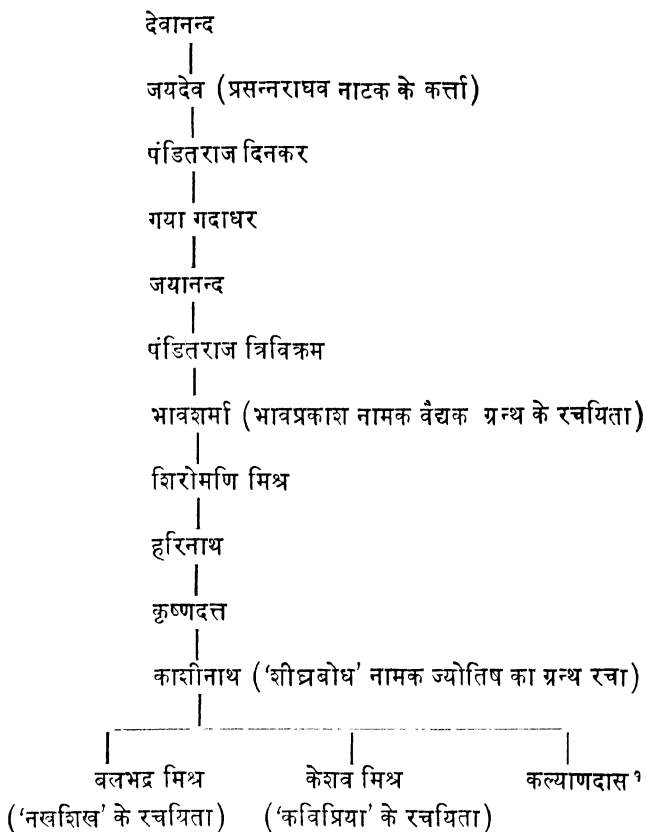 देवानन्द
जयदेव (प्रसन्नराघव नाटक के कर्त्ता)
पंडितराज दिनकर
गया गदाधर
जयानन्द
पंडितराज त्रिविक्रम
भावशर्मा (भावप्रकाश नामक वैद्यक ग्रन्थ के रचयिता)
शिरोमणि मिश्र
हरिनाथ
कृष्णदत्त
काशीनाथ (‘शीघ्रबोध’ नामक ज्योतिष का ग्रन्थ रचा)
बलभद्र मिश्र केशव मिश्र कल्याणदास १
(‘नखशिख’ के रचयिता) (‘कविप्रिया’ के रचयिता)